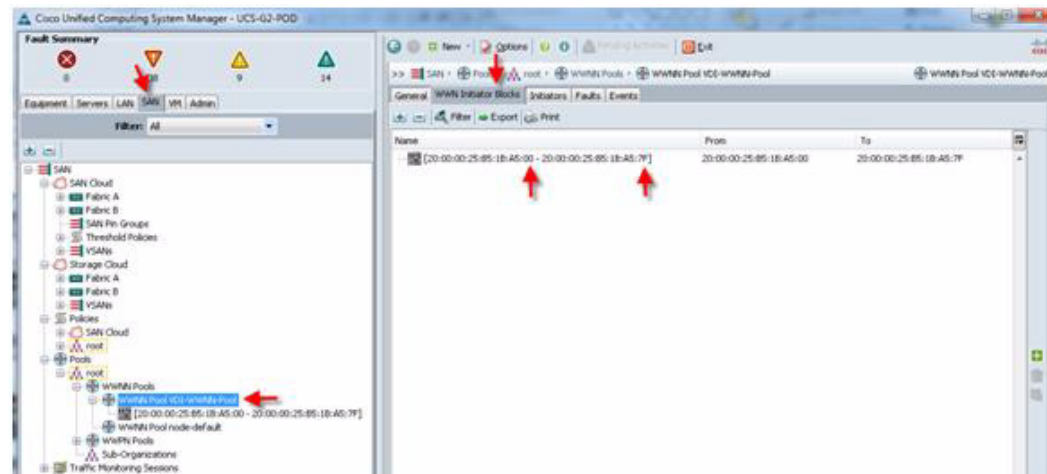 Coco Unified Computing System Manager - UCS-G2-POD
Fault Summary
0
9
14
Equipment Servers LAN SAN VM Admin
Filter: All
SAN
SAN Cloud
Fabric A
Fabric B
SAN Pin Groups
Threshold Policies
VSANs
Storage Cloud
Fabric A
Fabric B
VSANs
Policies
SAN Cloud
root
Pools
root
WWNN Pools
WWNN Pool VDI-WWNN-Pool
[20:00:00:25:B5:1B:A5:00 - 20:00:00:25:B5:1B:A5:7F]
WWNN Pool node-default
WWPN Pools
Sub-Organizations
Traffic Monitoring Sessions
New Options Pending Activities Exit
>> SAN root WWNN Pools WWNN Pool VDI-WWNN-Pool WWNN Pool VDI-WWNN-Poo
General WWN Initiator Blocks Initiators Faults Events
Filter Export Print
Name From To
[20:00:00:25:B5:1B:A5:00 - 20:00:00:25:B5:1B:A5:7F] 20:00:00:25:B5:1B:A5:00 20:00:00:25:B5:1B:A5:7F